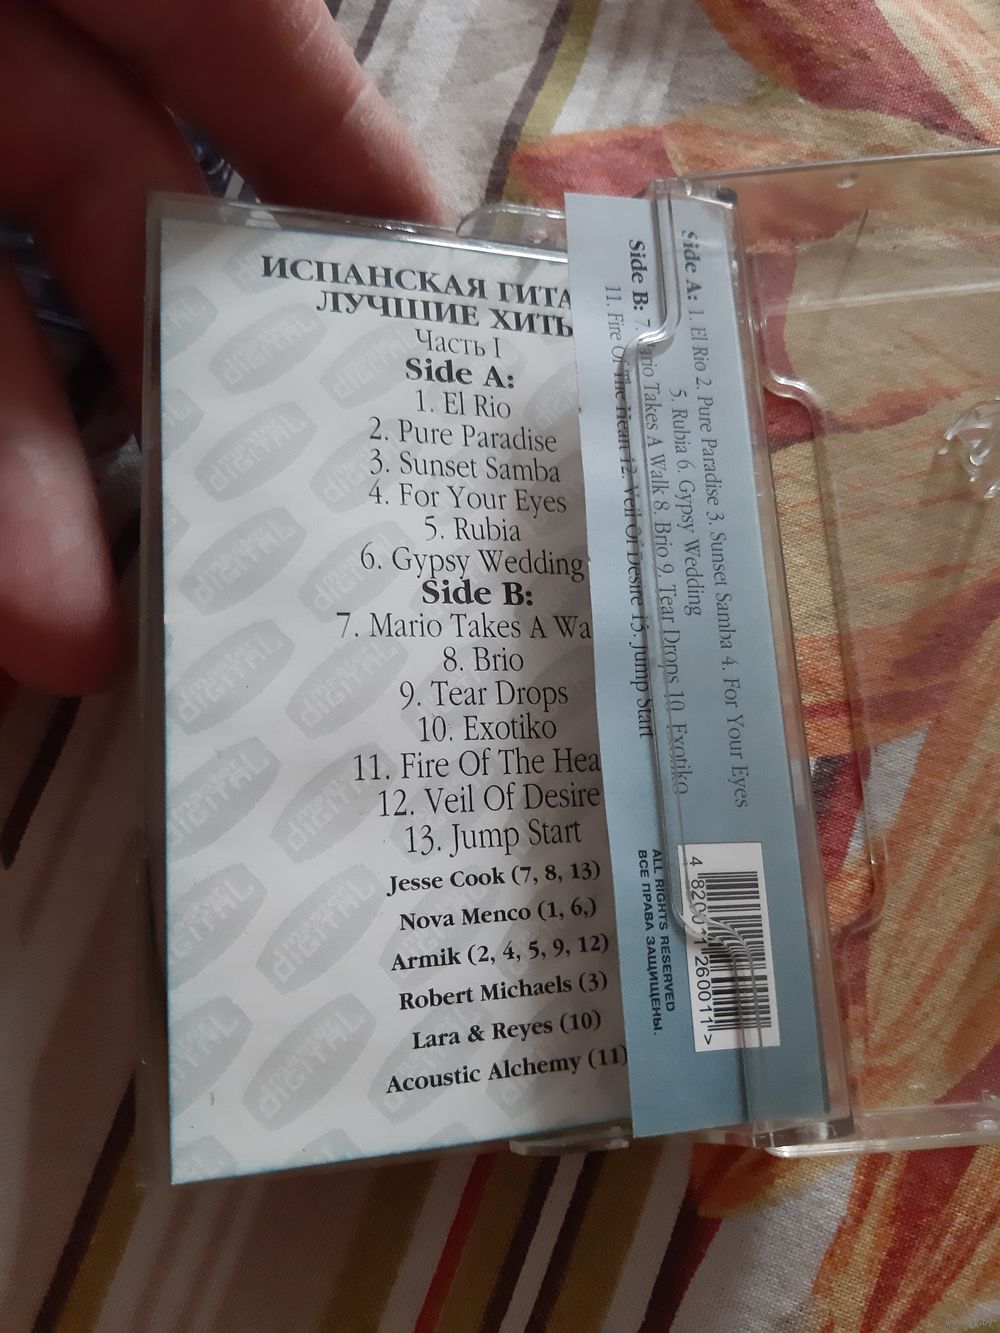 ИСПАНСКАЯ ГИТА
ЛУЧШИЕ ХИТЫ
Часть I
Side A:
1. El Rio
2. Pure Paradise
3. Sunset Samba
4. For Your Eyes
5. Rubia
6. Gypsy Wedding
Side B:
7. Mario Takes A Wa
8. Brio
9. Tear Drops
10. Exotiko
11. Fire Of The Hea
12. Veil Of Desire
13. Jump Start
Jesse Cook (7, 8, 13)
Nova Menco (1, 6,)
Armik (2, 4, 5, 9, 12)
Robert Michaels (3)
Lara & Reyes (10)
Acoustic Alchemy (11)
Side A: 1. El Rio 2. Pure Paradise 3. Sunset Samba 4. For Your Eyes
5. Rubia 6. Gypsy Wedding
Side B: 7. Mario Takes A Walk 8. Brio 9. Tear Drops 10. Exotiko
11. Fire Of The Heart 12. Veil Of Desire 13. Jump Start
ALL RIGHTS RESERVED
ВСЕ ПРАВА ЗАЩИЩЕНЫ.
4 820011 260011 >